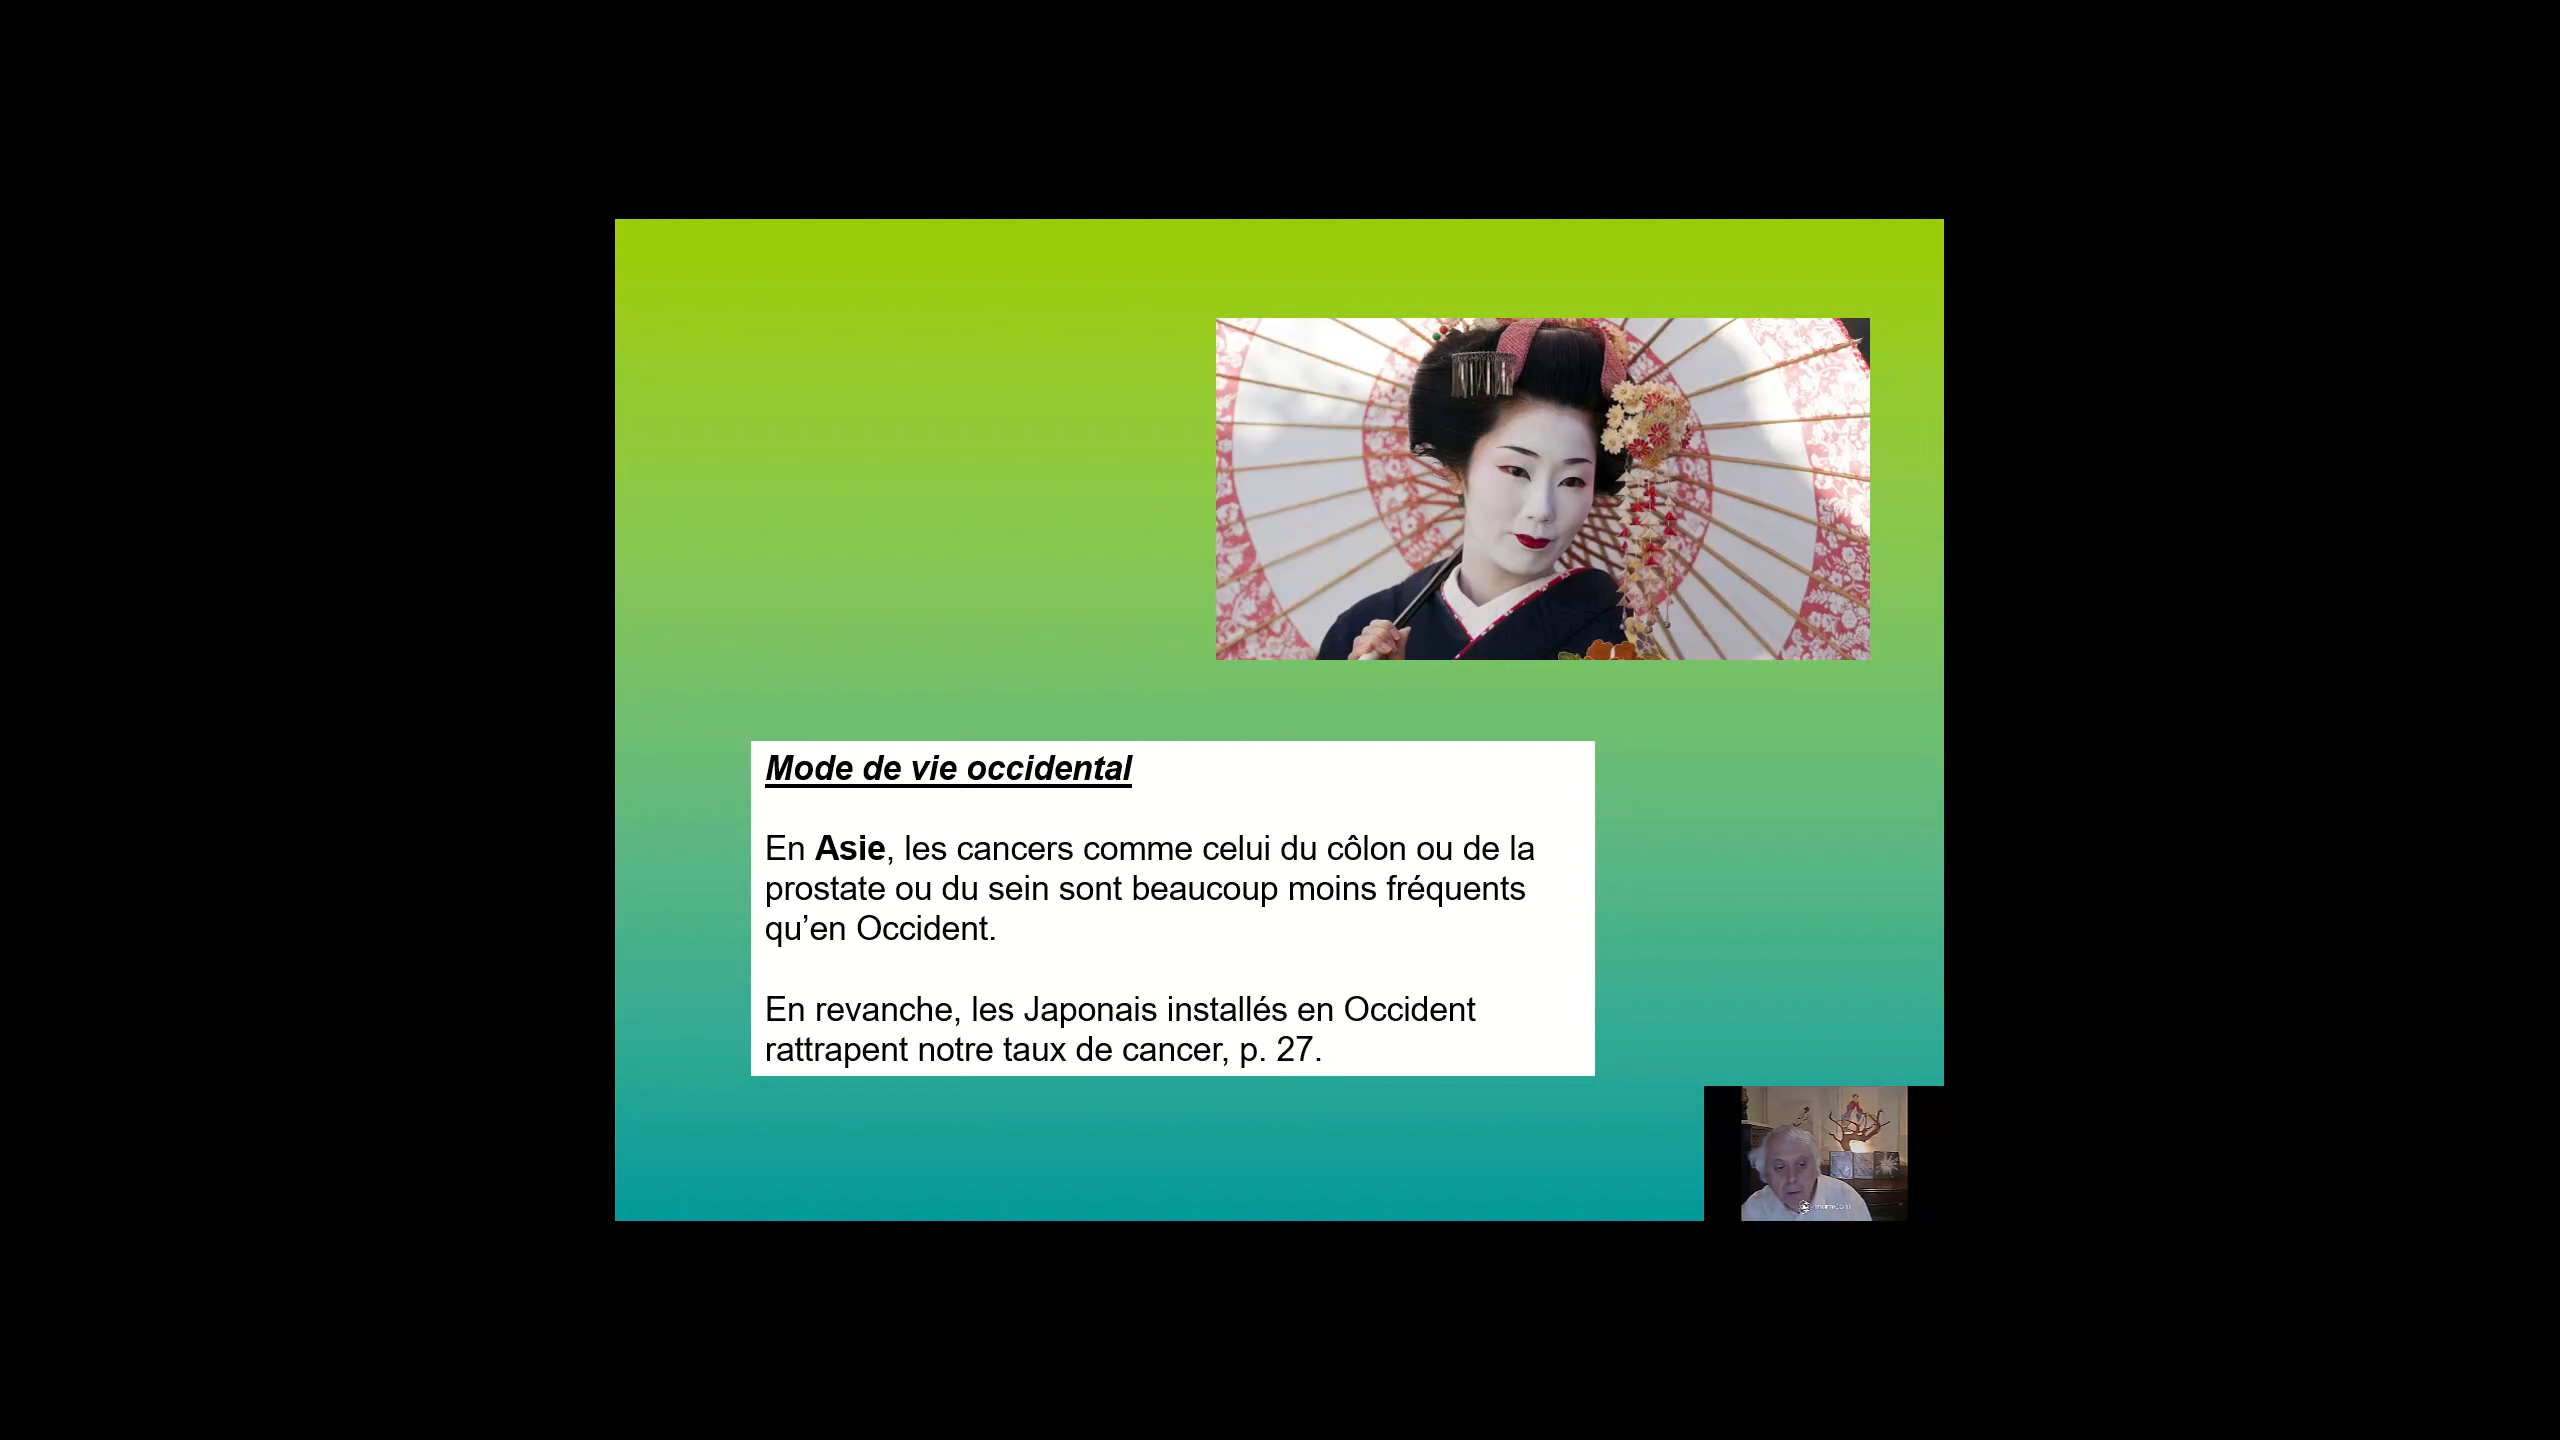 Mode de vie occidental
En Asie, les cancers comme celui du côlon ou de la
prostate ou du sein sont beaucoup moins fréquents
qu’en Occident.
En revanche, les Japonais installés en Occident
rattrapent notre taux de cancer, p. 27.